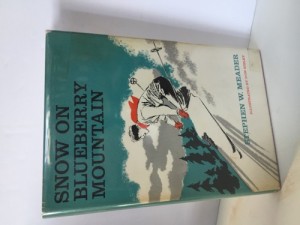 SNOW ON
BLUEBERRY
MOUNTAIN
STEPHEN W. MEADER